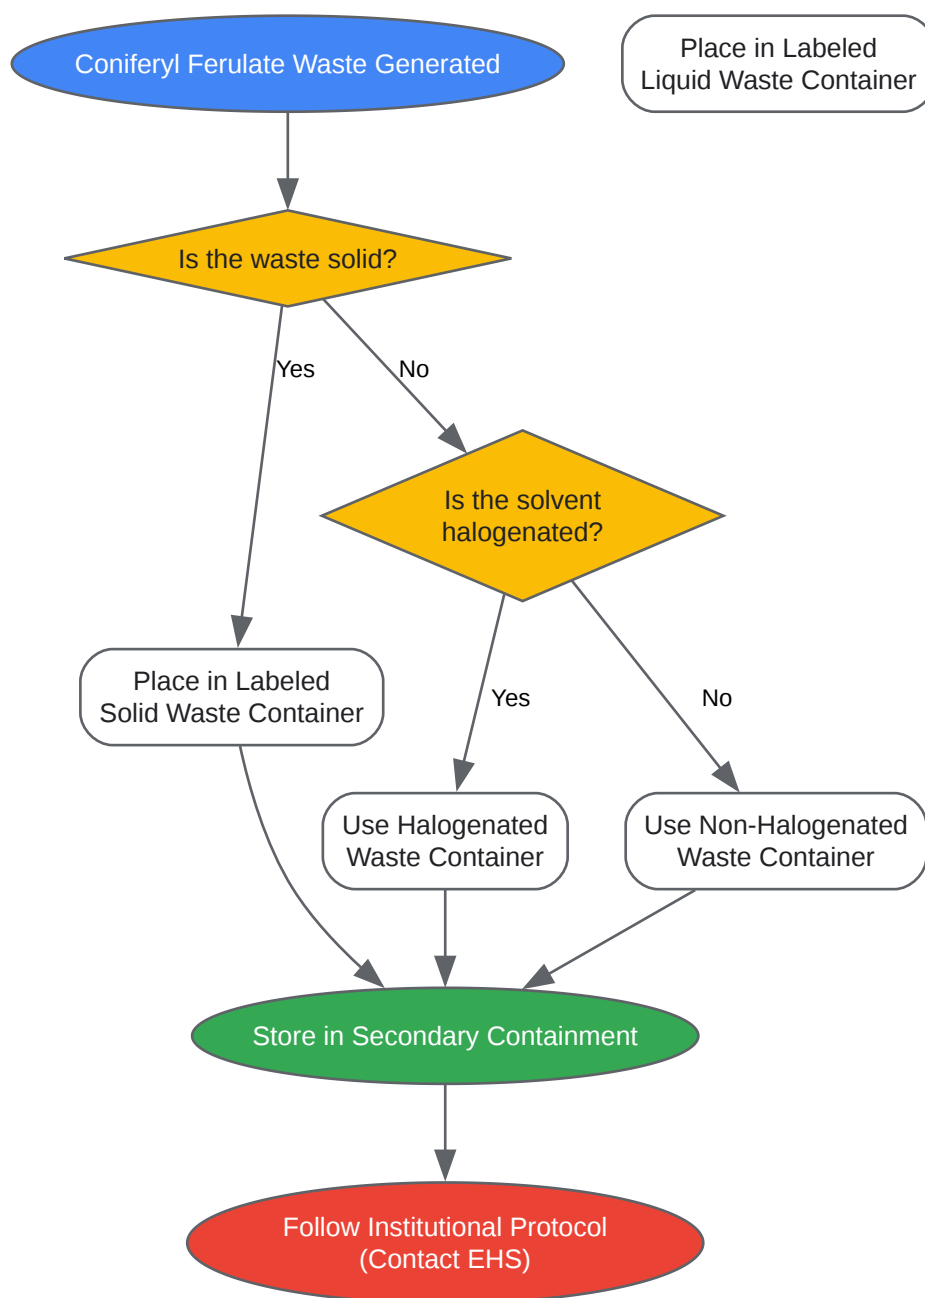 Coniferyl Ferulate Waste Generated
Place in Labeled
Liquid Waste Container
Is the waste solid?
Yes
No
Is the solvent
halogenated?
Place in Labeled
Solid Waste Container
Yes
No
Use Halogenated
Waste Container
Use Non-Halogenated
Waste Container
Store in Secondary Containment
Follow Institutional Protocol
(Contact EHS)